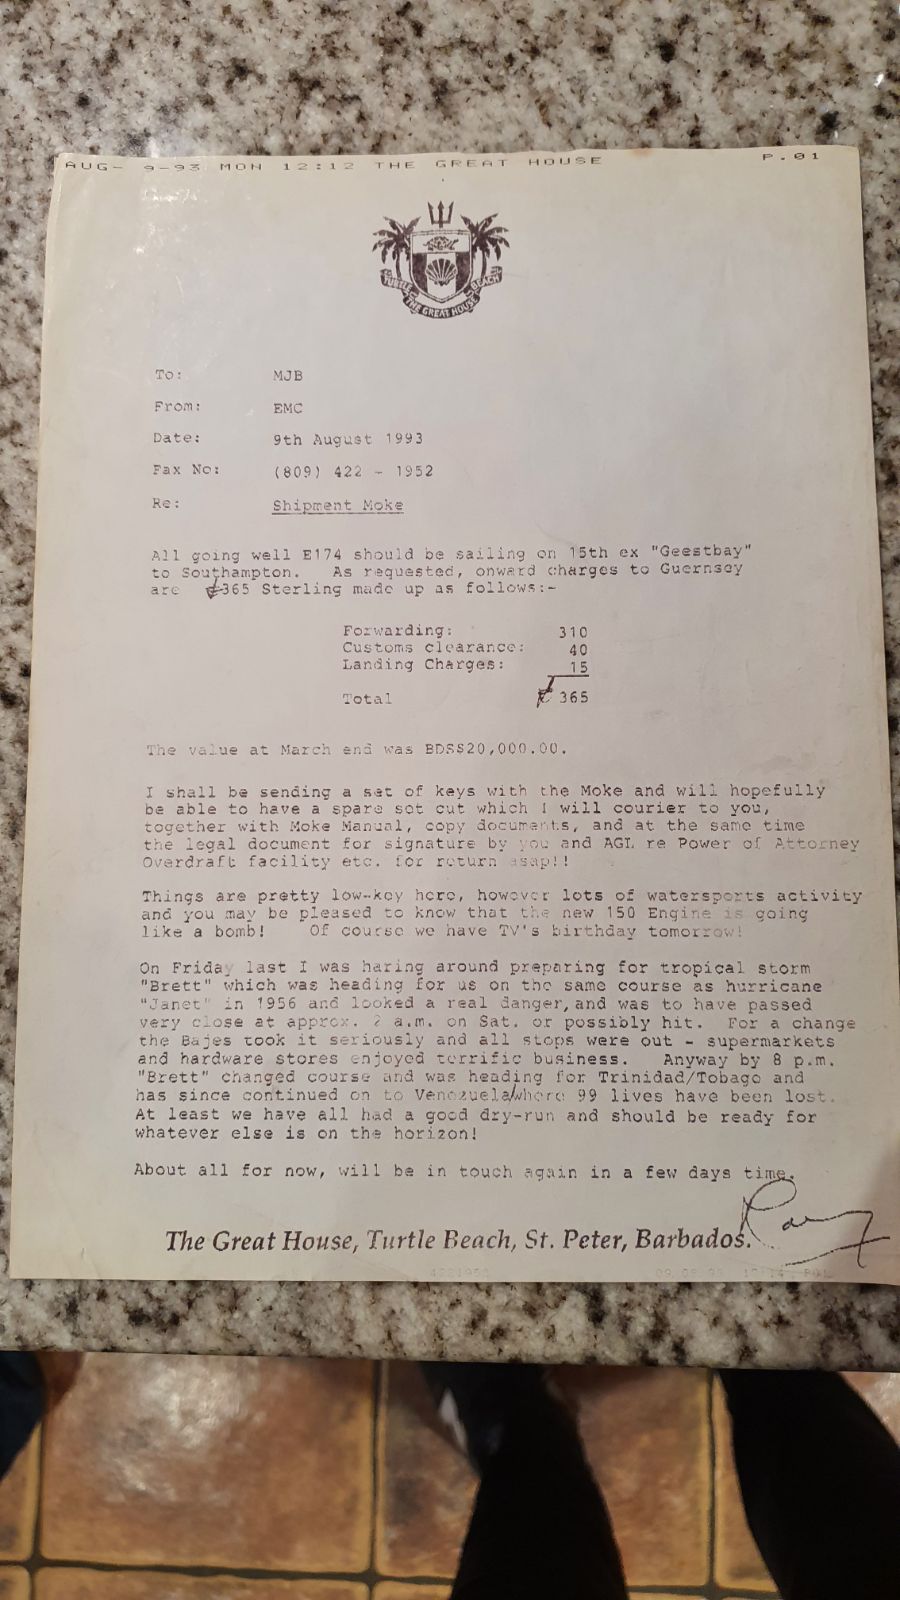 AUG- 9-93 MON 12:12 THE GREAT HOUSE P.01
TURTLE BEACH
THE GREAT HOUSE
To: MJB
From: EMC
Date: 9th August 1993
Fax No: (809) 422 - 1952
Re: Shipment Moke
All going well E174 should be sailing on 15th ex "Geestbay"
to Southampton. As requested, onward charges to Guernsey
are £365 Sterling made up as follows:-
Forwarding: 310
Customs clearance: 40
Landing Charges: 15
Total £ 365
The value at March end was BDS$20,000.00.
I shall be sending a set of keys with the Moke and will hopefully
be able to have a spare set cut which I will courier to you,
together with Moke Manual, copy documents, and at the same time
the legal document for signature by you and AGL re Power of Attorney
Overdraft facility etc. for return asap!!
Things are pretty low-key here, however lots of watersports activity
and you may be pleased to know that the new 150 Engine is going
like a bomb! Of course we have TV's birthday tomorrow!
On Friday last I was haring around preparing for tropical storm
"Brett" which was heading for us on the same course as hurricane
"Janet" in 1956 and looked a real danger, and was to have passed
very close at approx. 2 a.m. on Sat. or possibly hit. For a change
the Bajes took it seriously and all stops were out - supermarkets
and hardware stores enjoyed terrific business. Anyway by 8 p.m.
"Brett" changed course and was heading for Trinidad/Tobago and
has since continued on to Venezuela/where 99 lives have been lost.
At least we have all had a good dry-run and should be ready for
whatever else is on the horizon!
About all for now, will be in touch again in a few days time.
The Great House, Turtle Beach, St. Peter, Barbados.